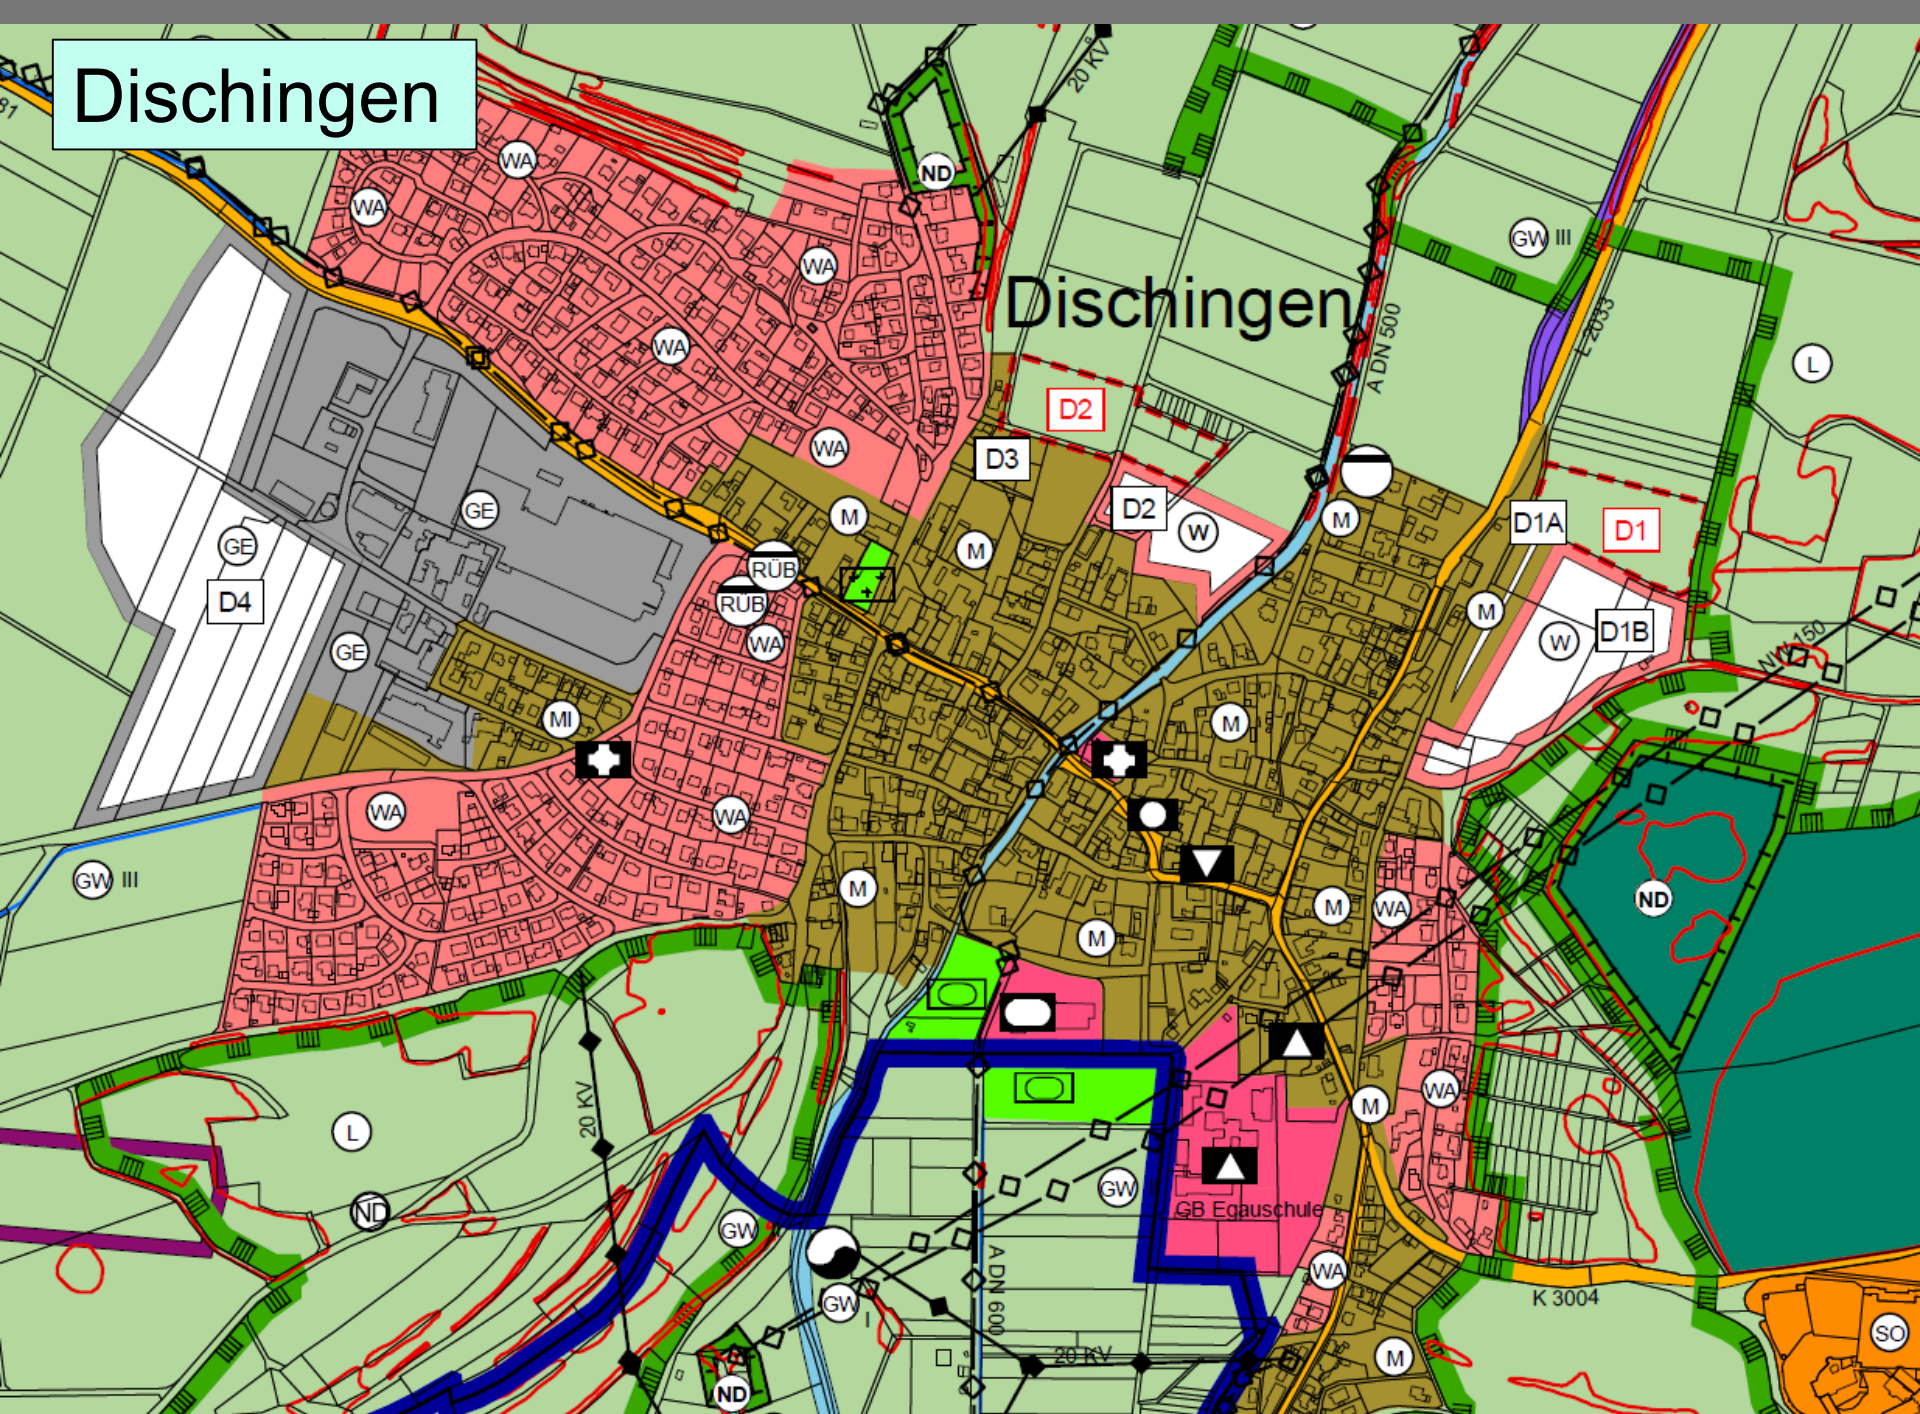 Dischingen
81
20 KV
WA
ND
WA
GW III
WA
Dischingen
L 2033
A DN 500
WA
L
D2
WA
D3
D2
GE
M
M
W
M
D1A
D1
GE
RÜB
M
D4
RÜB
WA
W
D1B
GE
NW 150
MI
M
WA
WA
GW III
M
M
WA
ND
M
WA
M
L
20 KV
GW
ND
GB Egauschule
GW
WA
A DN 600
GW
I
K 3004
SO
20 KV
M
ND